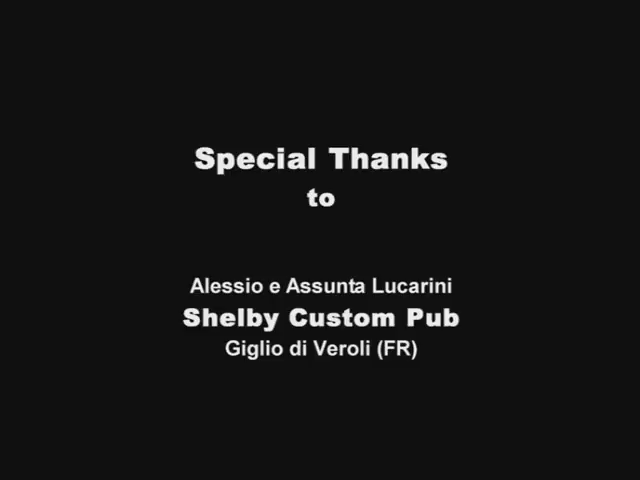 Special Thanks
to
Alessio e Assunta Lucarini
Shelby Custom Pub
Giglio di Veroli (FR)